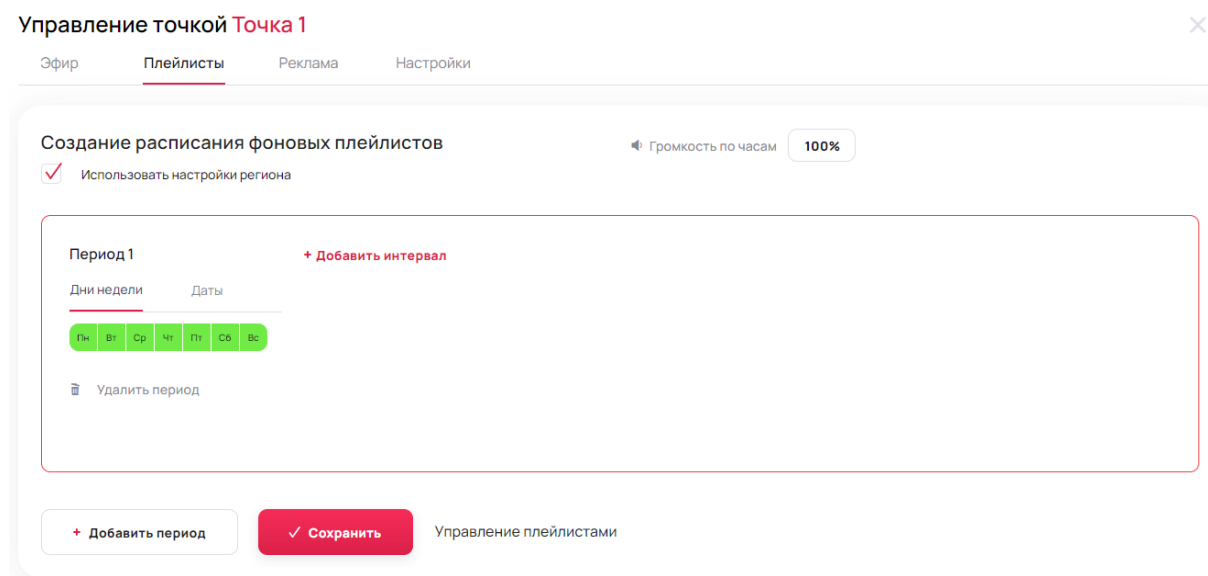 Управление точкой Точка 1
Эфир Плейлисты Реклама Настройки
Создание расписания фоновых плейлистов
Громкость по часам 100%
Использовать настройки региона
Период 1
+ Добавить интервал
Дни недели Даты
Пн Вт Ср Чт Пт Сб Вс
Удалить период
+ Добавить период
Сохранить
Управление плейлистами